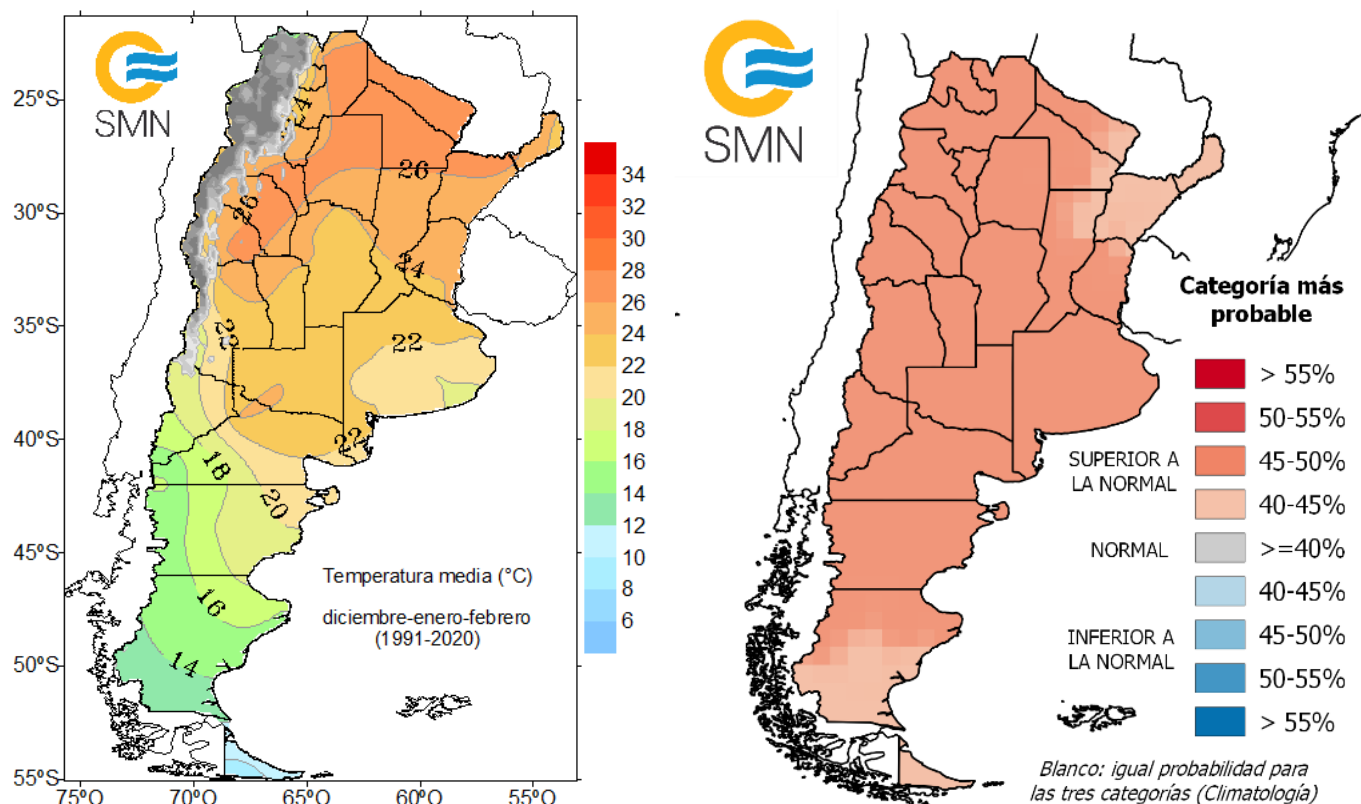 SMN
25°S
30°S
35°S
40°S
45°S
50°S
55°S
75°O
70°O
65°O
60°O
55°O
24
26
26
24
22
22
22
20
18
20
16
14
Temperatura media (°C)
diciembre-enero-febrero
(1991-2020)
34
32
30
28
26
24
22
20
18
16
14
12
10
8
6
SMN
Categoría más
probable
> 55%
50-55%
45-50%
40-45%
SUPERIOR A
LA NORMAL
NORMAL
>=40%
40-45%
45-50%
50-55%
> 55%
INFERIOR A
LA NORMAL
Blanco: igual probabilidad para
las tres categorías (Climatología)